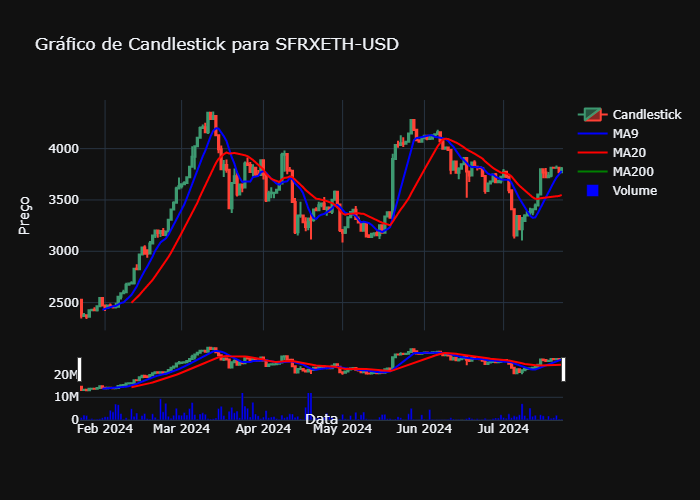 Gráfico de Candlestick para SFRXETH-USD
Candlestick
MA9
MA20
MA200
Volume
Preço
4000
3500
3000
2500
20M
10M
0
Data
Feb 2024 Mar 2024 Apr 2024 May 2024 Jun 2024 Jul 2024